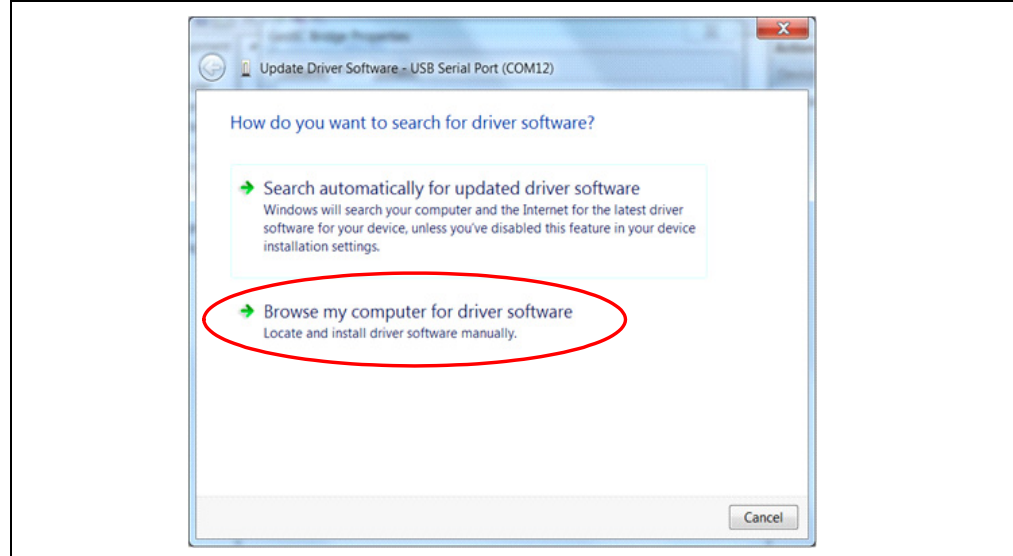 Bridge Properties
Update Driver Software - USB Serial Port (COM12)
How do you want to search for driver software?
Search automatically for updated driver software
Windows will search your computer and the Internet for the latest driver
software for your device, unless you've disabled this feature in your device
installation settings.
Browse my computer for driver software
Locate and install driver software manually.
Cancel